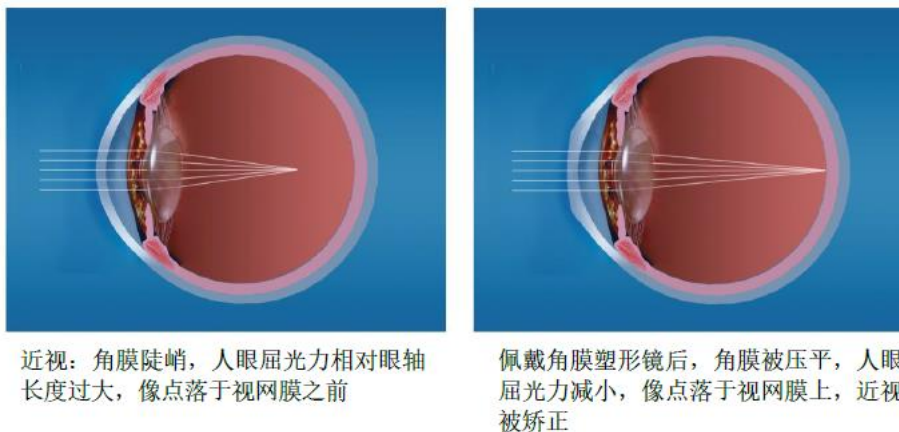 近视：角膜陡峭，人眼屈光力相对眼轴
长度过大，像点落于视网膜之前
佩戴角膜塑形镜后，角膜被压平，人眼
屈光力减小，像点落于视网膜上，近视
被矫正